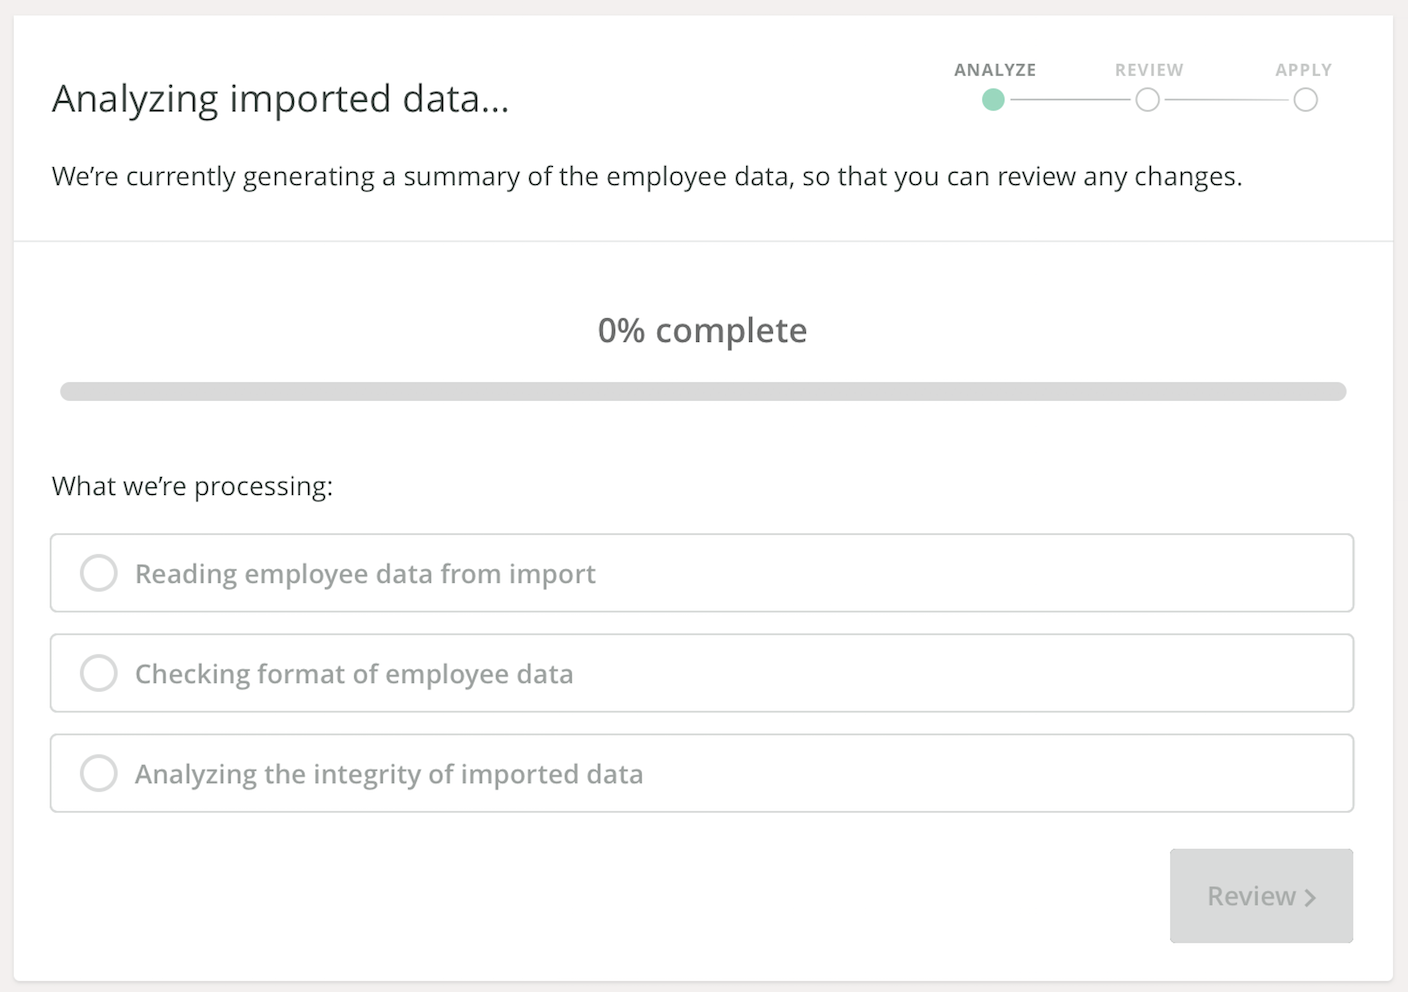 Analyzing imported data...
ANALYZE REVIEW APPLY
We’re currently generating a summary of the employee data, so that you can review any changes.
0% complete
What we’re processing:
Reading employee data from import
Checking format of employee data
Analyzing the integrity of imported data
Review >